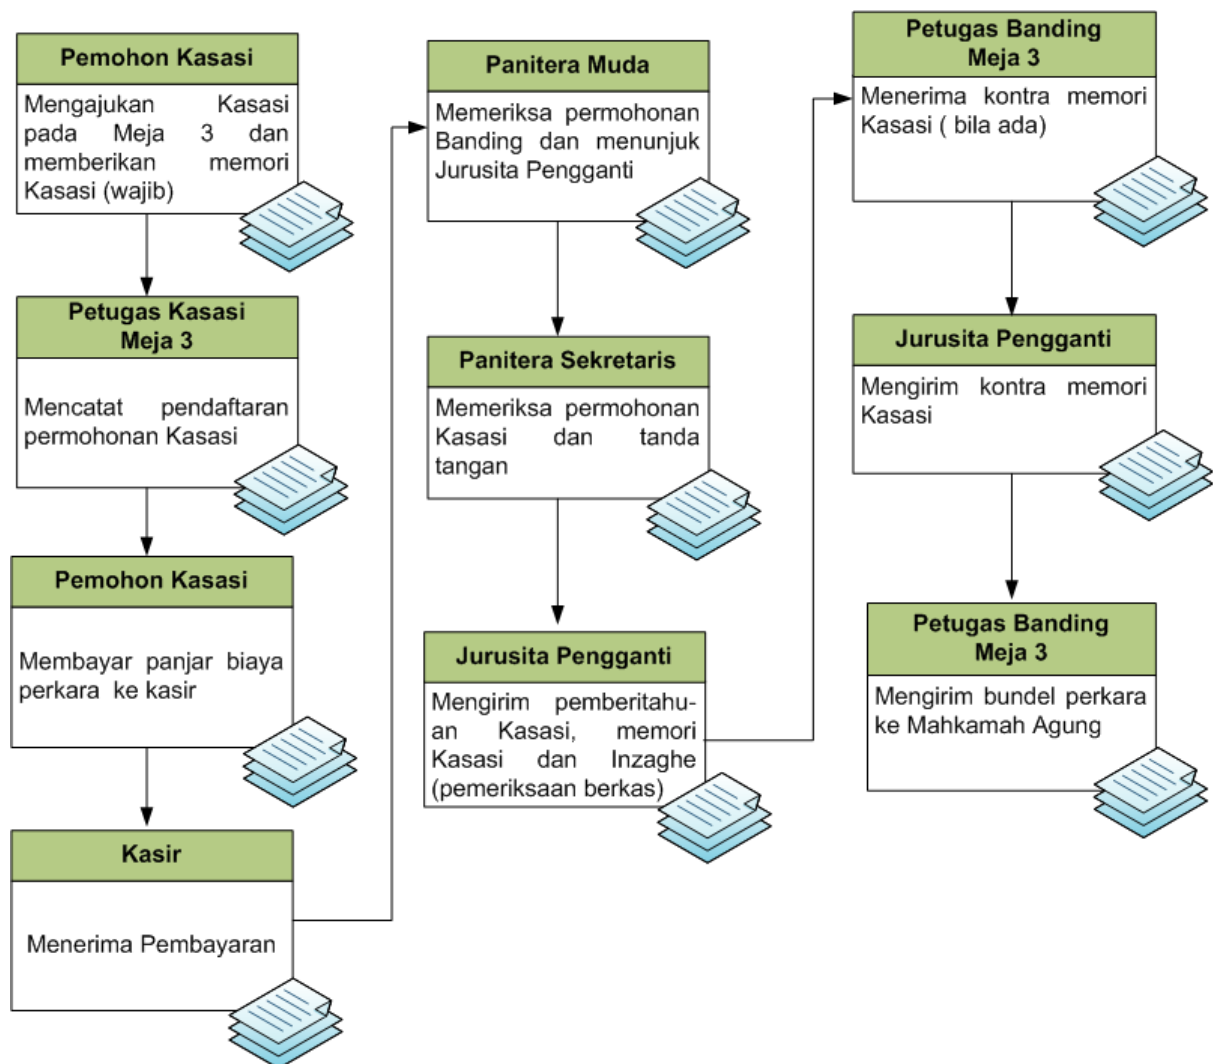 Pemohon Kasasi
Mengajukan Kasasi
pada Meja 3 dan
memberikan memori
Kasasi (wajib)
Petugas Kasasi
Meja 3
Mencatat pendaftaran
permohonan Kasasi
Pemohon Kasasi
Membayar panjar biaya
perkara ke kasir
Kasir
Menerima Pembayaran
Panitera Muda
Memeriksa permohonan
Banding dan menunjuk
Jurusita Pengganti
Panitera Sekretaris
Memeriksa permohonan
Kasasi dan tanda
tangan
Jurusita Pengganti
Mengirim pemberitahu-
an Kasasi, memori
Kasasi dan Inzaghe
(pemeriksaan berkas)
Petugas Banding
Meja 3
Menerima kontra memori
Kasasi ( bila ada)
Jurusita Pengganti
Mengirim kontra memori
Kasasi
Petugas Banding
Meja 3
Mengirim bundel perkara
ke Mahkamah Agung